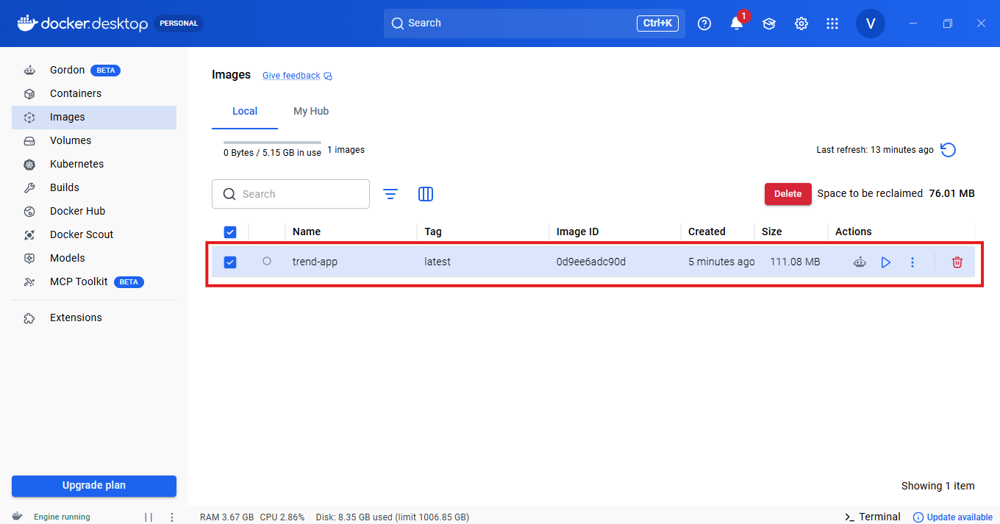 docker.desktop PERSONAL
Search Ctrl+K
1
V
Gordon BETA
Containers
Images
Volumes
Kubernetes
Builds
Docker Hub
Docker Scout
Models
MCP Toolkit BETA
Extensions
Upgrade plan
Images Give feedback
Local My Hub
0 Bytes / 5.15 GB in use 1 images
Last refresh: 13 minutes ago
Search
Delete Space to be reclaimed 76.01 MB
Name Tag Image ID Created Size Actions
trend-app latest 0d9ee6adc90d 5 minutes ago 111.08 MB
Showing 1 item
Engine running RAM 3.67 GB CPU 2.86% Disk: 8.35 GB used (limit 1006.85 GB) >_ Terminal Update available